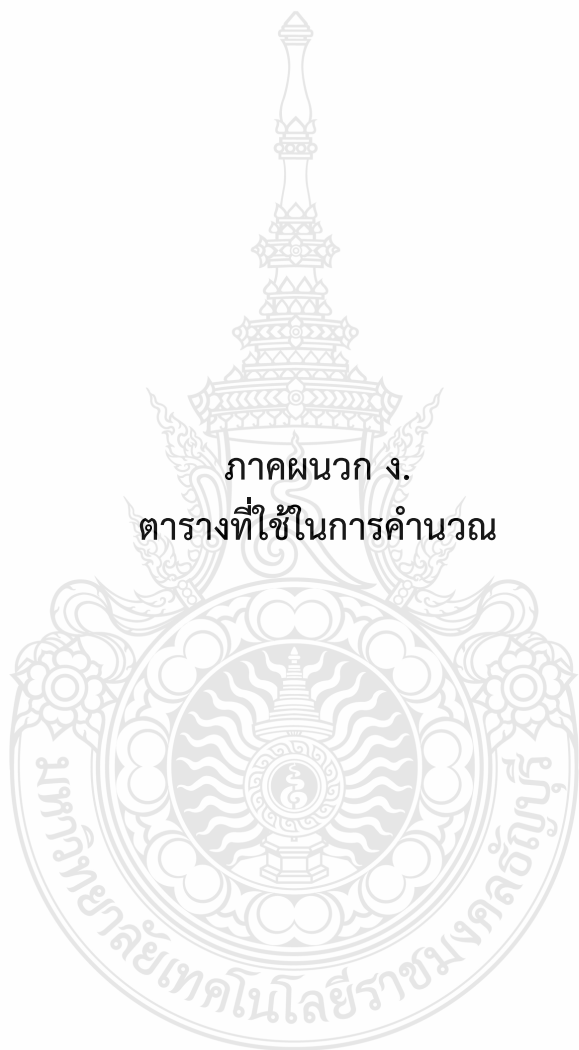 ภาคผนวก ง.
ตารางที่ใช้ในการคำนวณ
มหาวิทยาลัยเทคโนโลยีราชมงคลธัญบุรี